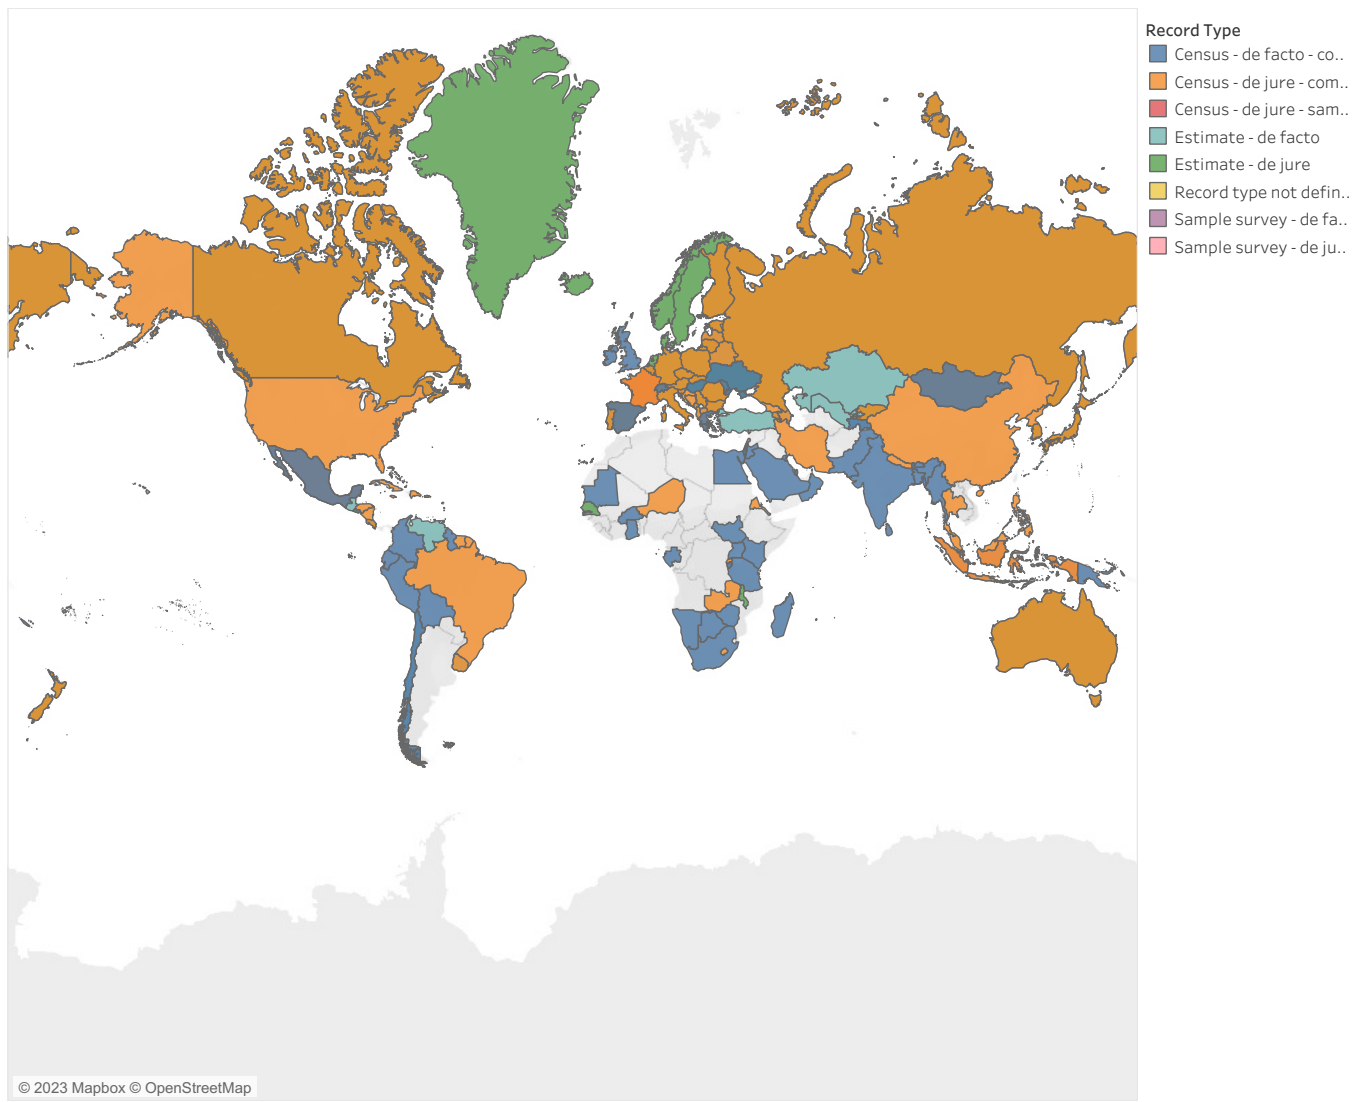 Record Type
Census - de facto - co..
Census - de jure - com..
Census - de jure - sam..
Estimate - de facto
Estimate - de jure
Record type not defin..
Sample survey - de fa..
Sample survey - de ju..
© 2023 Mapbox © OpenStreetMap